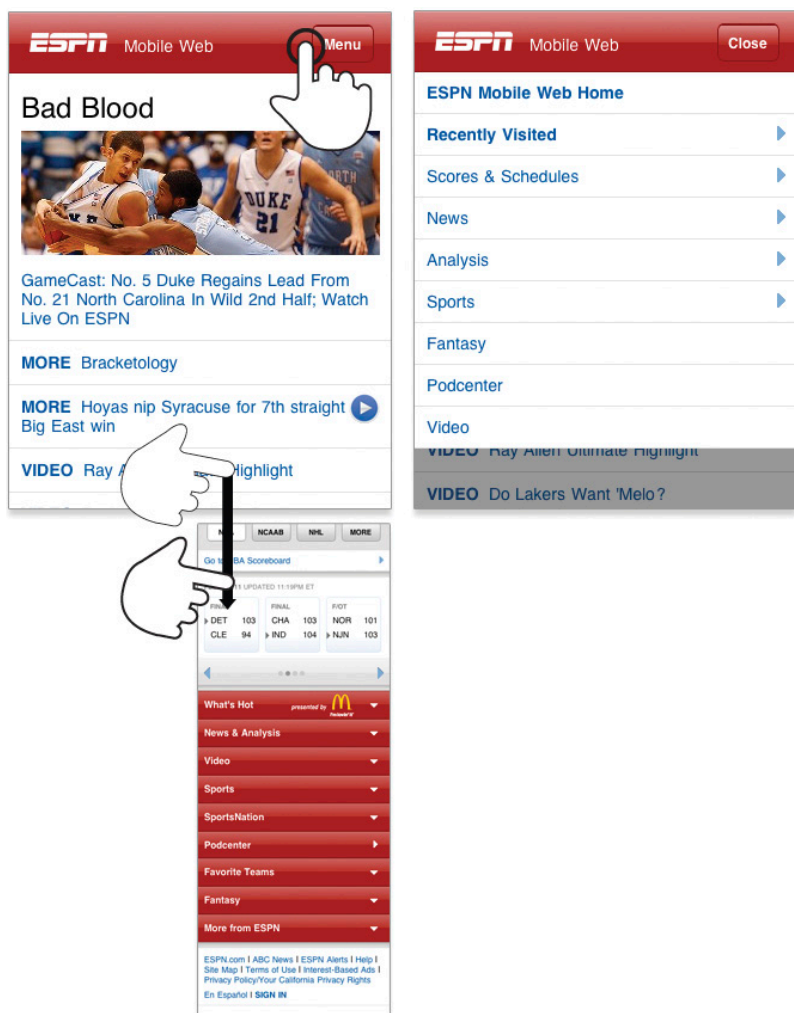 ESPN Mobile Web Menu
Bad Blood
DUKE
21
GameCast: No. 5 Duke Regains Lead From
No. 21 North Carolina In Wild 2nd Half; Watch
Live On ESPN
MORE Bracketology
MORE Hoyas nip Syracuse for 7th straight
Big East win
VIDEO Ray Highlight
ESPN Mobile Web Close
ESPN Mobile Web Home
Recently Visited
Scores & Schedules
News
Analysis
Sports
Fantasy
Podcenter
Video
VIDEO Ray Allen Ultimate Highlight
VIDEO Do Lakers Want 'Melo?
NCAAB NHL MORE
Go to Scoreboard
UPDATED 11:19PM ET
FINAL FINAL F/OT
DET 103 CHA 103 NOR 101
CLE 94 IND 104 NJN 103
What's Hot presented by
News & Analysis
Video
Sports
SportsNation
Podcenter
Favorite Teams
Fantasy
More from ESPN
ESPN.com | ABC News | ESPN Alerts | Help |
Site Map | Terms of Use | Interest-Based Ads |
Privacy Policy/Your California Privacy Rights
En Español | SIGN IN